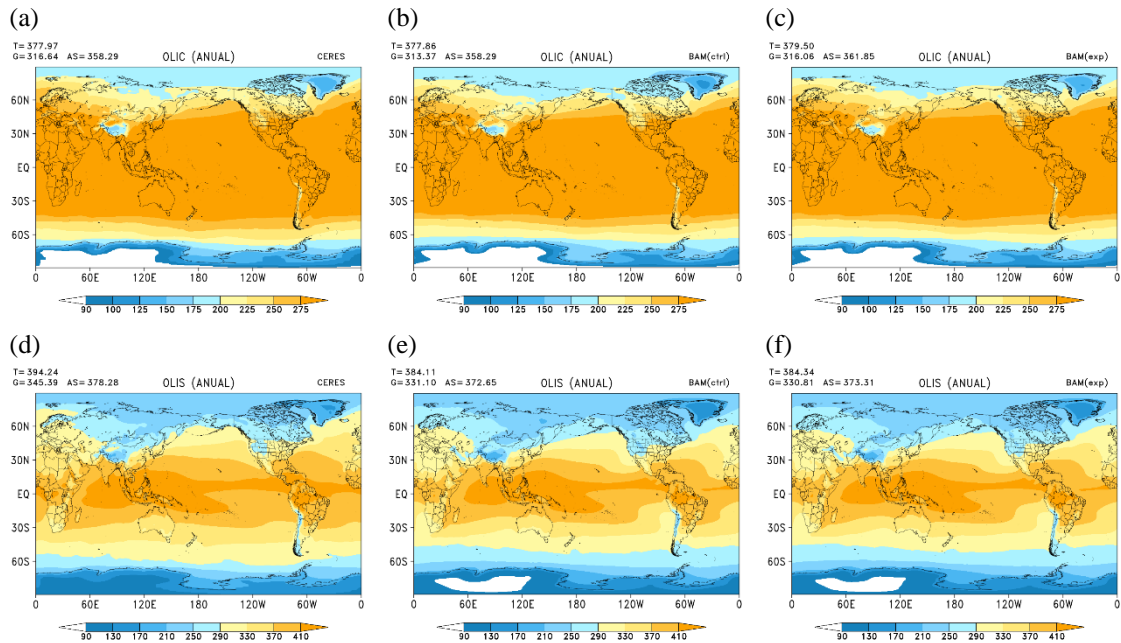 (a)
T=377.97
G=316.64 AS=358.29 OLIC (ANUAL) CERES
60N
30N
EQ
30S
60S
0 60E 120E 180 120W 60W 0
90 100 125 150 175 200 225 250 275
(b)
T=377.86
G=313.37 AS=358.29 OLIC (ANUAL) BAM(ctrl)
60N
30N
EQ
30S
60S
0 60E 120E 180 120W 60W 0
90 100 125 150 175 200 225 250 275
(c)
T=379.50
G=316.06 AS=361.85 OLIC (ANUAL) BAM(exp)
60N
30N
EQ
30S
60S
0 60E 120E 180 120W 60W 0
90 100 125 150 175 200 225 250 275
(d)
T=394.24
G=345.39 AS=378.28 OLIS (ANUAL) CERES
60N
30N
EQ
30S
60S
0 60E 120E 180 120W 60W 0
90 130 170 210 250 290 330 370 410
(e)
T=384.11
G=331.10 AS=372.65 OLIS (ANUAL) BAM(ctrl)
60N
30N
EQ
30S
60S
0 60E 120E 180 120W 60W 0
90 130 170 210 250 290 330 370 410
(f)
T=384.34
G=330.81 AS=373.31 OLIS (ANUAL) BAM(exp)
60N
30N
EQ
30S
60S
0 60E 120E 180 120W 60W 0
90 130 170 210 250 290 330 370 410